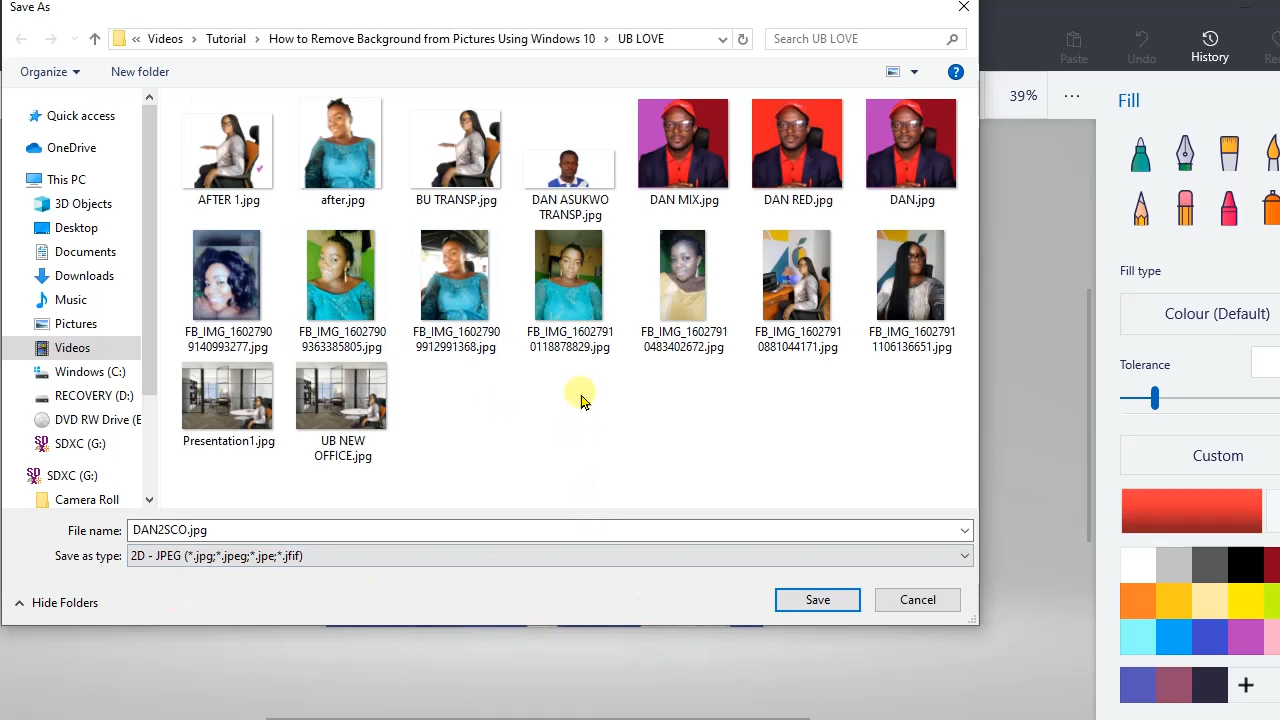 Save As
« Videos > Tutorial > How to Remove Background from Pictures Using Windows 10 > UB LOVE
Search UB LOVE
Paste
Undo
History
Organize
New folder
39%
...
Fill
Quick access
OneDrive
This PC
3D Objects
Desktop
Documents
Downloads
Music
Pictures
Videos
Windows (C:)
RECOVERY (D:)
DVD RW Drive (E
SDXC (G:)
SDXC (G:)
Camera Roll
AFTER 1.jpg
after.jpg
BU TRANSP.jpg
DAN ASUKWO
TRANSP.jpg
DAN MIX.jpg
DAN RED.jpg
DAN.jpg
FB_IMG_1602790
9140993277.jpg
FB_IMG_1602790
9363385805.jpg
FB_IMG_1602790
9912991368.jpg
FB_IMG_1602791
0118878829.jpg
FB_IMG_1602791
0483402672.jpg
FB_IMG_1602791
0881044171.jpg
FB_IMG_1602791
1106136651.jpg
Presentation1.jpg
UB NEW
OFFICE.jpg
Fill type
Colour (Default)
Tolerance
Custom
File name: DAN2SCO.jpg
Save as type: 2D - JPEG (*.jpg;*.jpeg;*.jpe;*.jfif)
Hide Folders
Save
Cancel